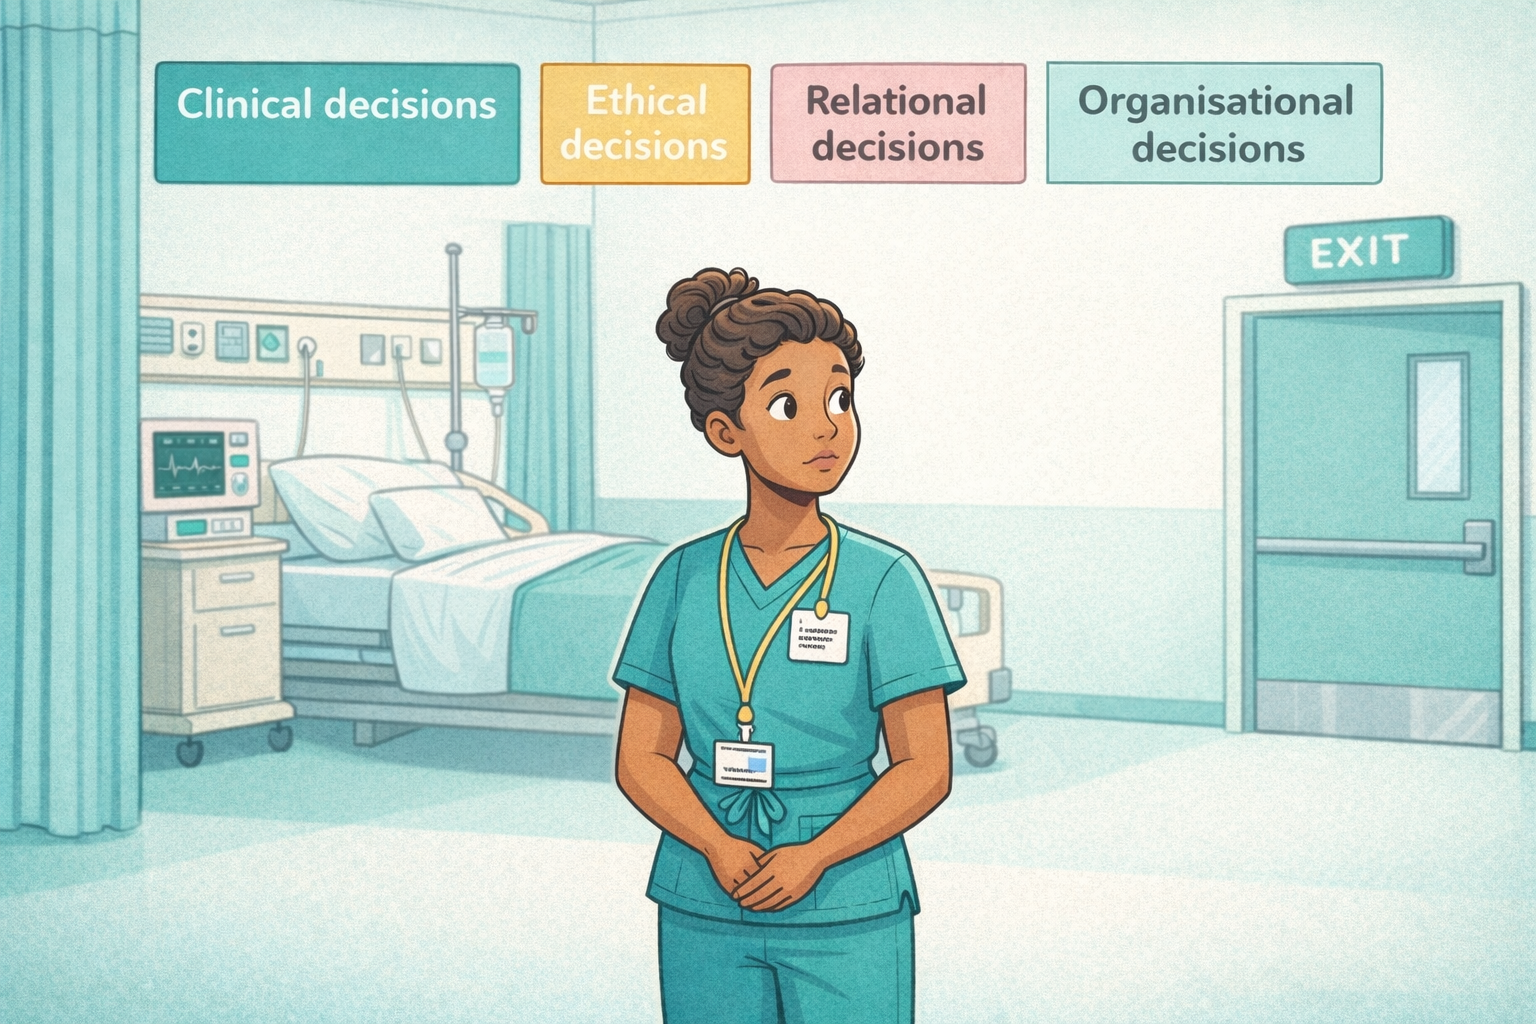 Clinical decisions
Ethical
decisions
Relational
decisions
Organisational
decisions
EXIT